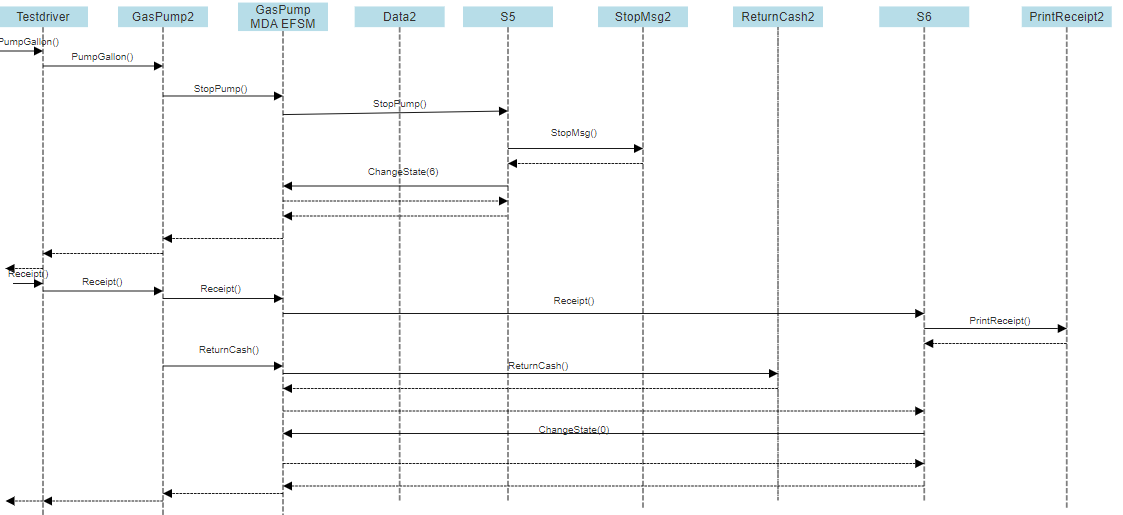 Testdriver
GasPump2
GasPump
MDA EFSM
Data2
S5
StopMsg2
ReturnCash2
S6
PrintReceipt2
PumpGallon()
PumpGallon()
StopPump()
StopPump()
StopMsg()
ChangeState(6)
Receipt()
Receipt()
Receipt()
Receipt()
PrintReceipt()
ReturnCash()
ReturnCash()
ChangeState(0)